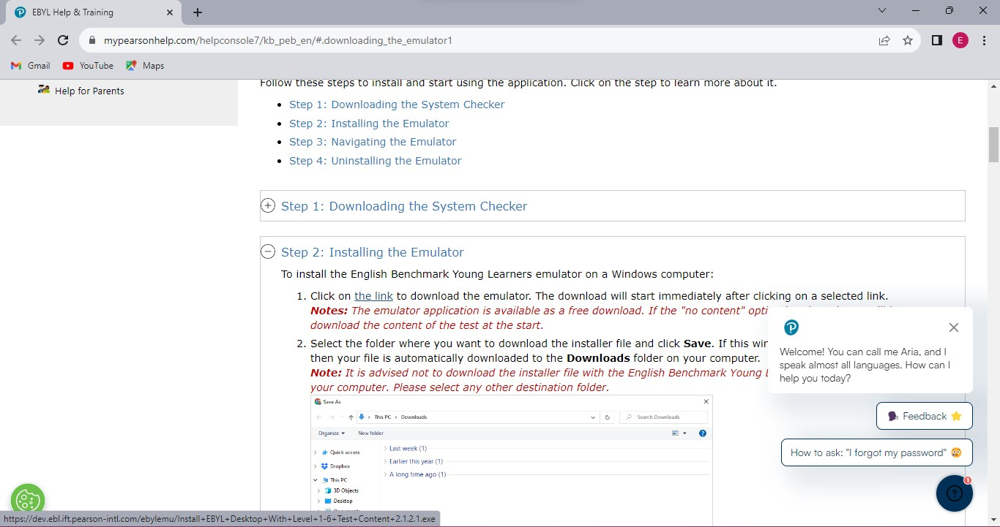 EBYL Help & Training
mypearsonhelp.com/helpconsole7/kb_peb_en/#.downloading_the_emulator1
E
Gmail
YouTube
Maps
Help for Parents
Follow these steps to install and start using the application. Click on the step to learn more about it.
Step 1: Downloading the System Checker
Step 2: Installing the Emulator
Step 3: Navigating the Emulator
Step 4: Uninstalling the Emulator
Step 1: Downloading the System Checker
Step 2: Installing the Emulator
To install the English Benchmark Young Learners emulator on a Windows computer:
1. Click on the link to download the emulator. The download will start immediately after clicking on a selected link.
Notes: The emulator application is available as a free download. If the "no content" opti
download the content of the test at the start.
2. Select the folder where you want to download the installer file and click Save. If this wir
then your file is automatically downloaded to the Downloads folder on your computer.
Note: It is advised not to download the installer file with the English Benchmark Young
your computer. Please select any other destination folder.
Save As
This PC › Downloads
Search Downloads
Organize
New folder
Quick access
Dropbox
This PC
3D Objects
Desktop
Last week (1)
Earlier this year (1)
A long time ago (1)
Welcome! You can call me Aria, and I
speak almost all languages. How can I
help you today?
Feedback
How to ask: "I forgot my password"
1
https://dev.ebl.ift.pearson-intl.com/ebylemu/Install+EBYL+Desktop+With+Level+1-6+Test+Content+2.1.2.1.exe